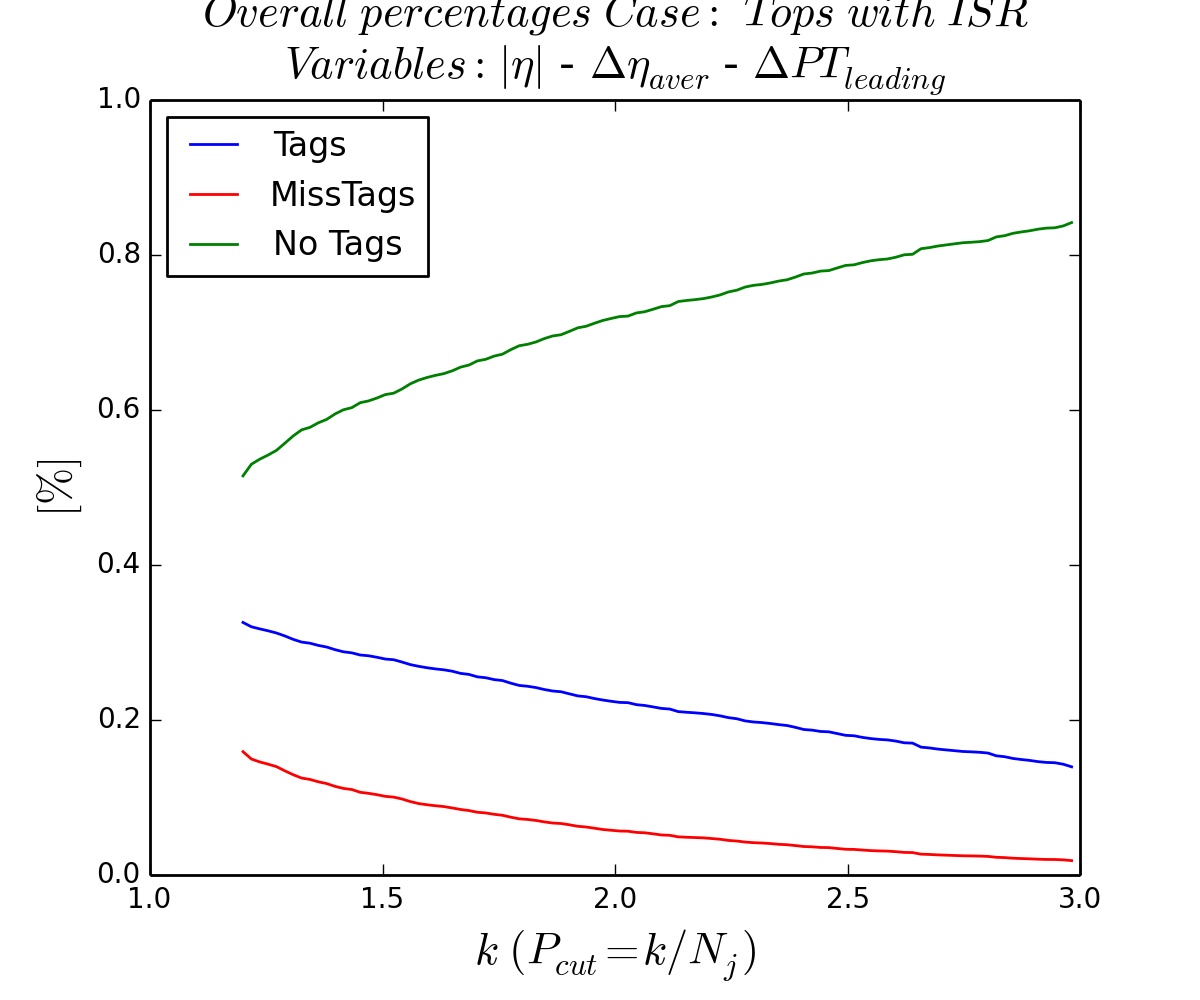 Overall percentages Case: Tops with ISR
Variables: |η| - Δη_aver - ΔPT_leading
1.0
0.8
0.6
0.4
0.2
0.0
[%]
Tags
MissTags
No Tags
1.0 1.5 2.0 2.5 3.0
k (P_cut = k/N_j)